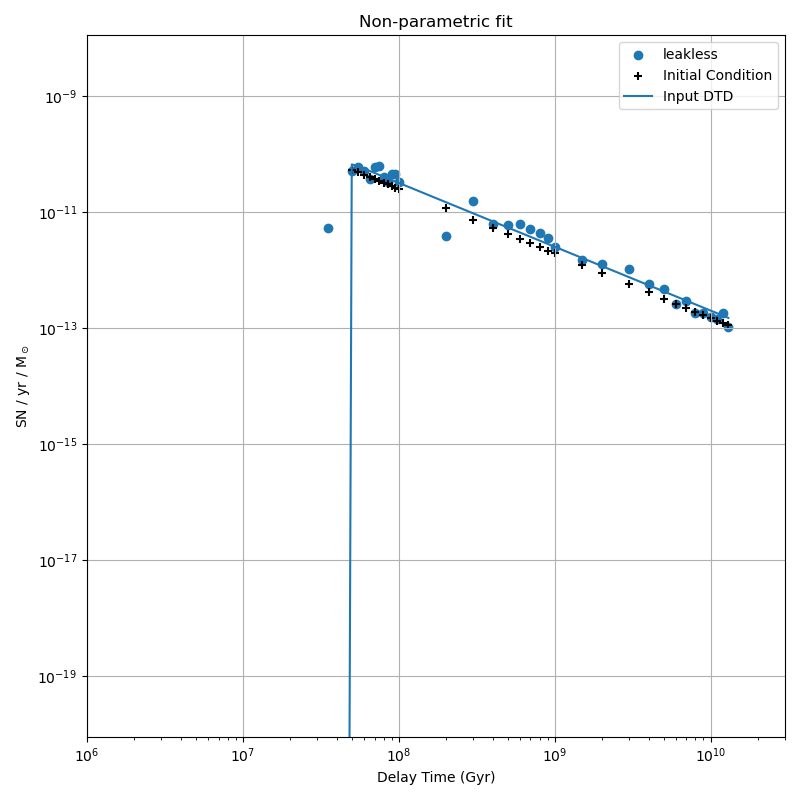 Non-parametric fit
leakless
Initial Condition
Input DTD
SN / yr / M⊙
10⁻⁹
10⁻¹¹
10⁻¹³
10⁻¹⁵
10⁻¹⁷
10⁻¹⁹
10⁶ 10⁷ 10⁸ 10⁹ 10¹⁰
Delay Time (Gyr)